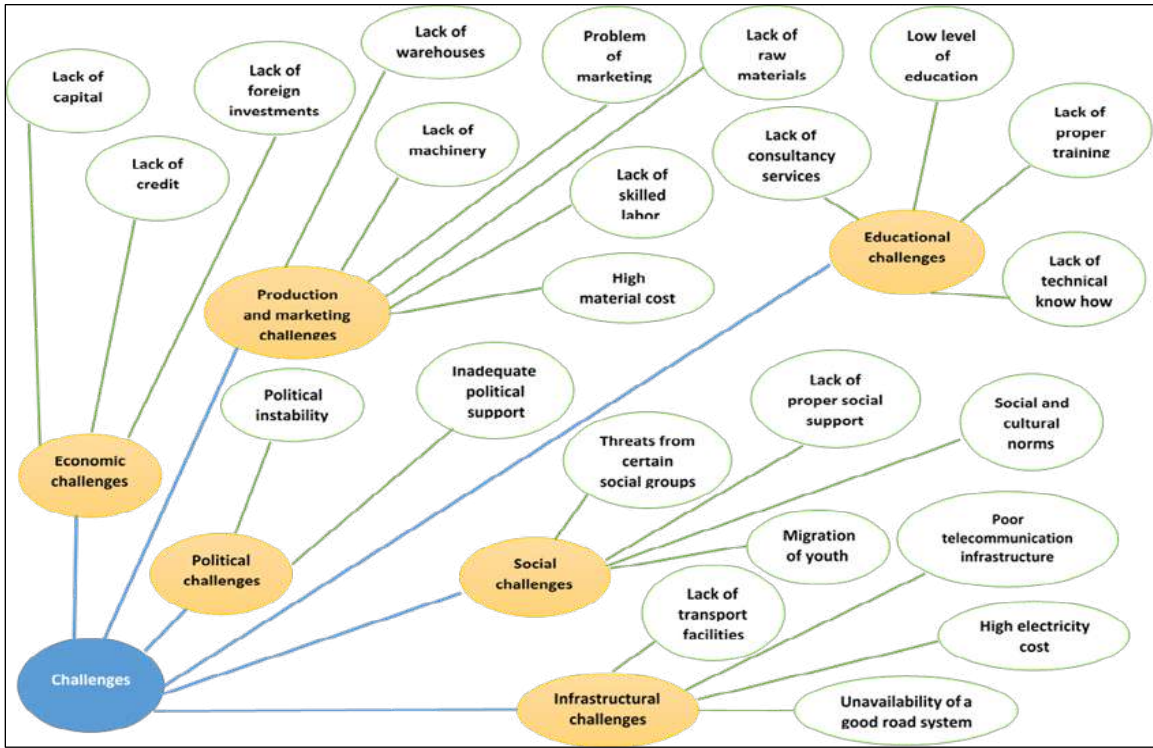 Lack of
capital
Lack of
foreign
investments
Lack of
warehouses
Problem
of
marketing
Lack of
raw
materials
Low level
of
education
Lack of
credit
Lack of
machinery
Lack of
consultancy
services
Lack of
proper
training
Lack of
skilled
labor
Educational
challenges
Lack of
technical
know how
High
material cost
Production
and marketing
challenges
Political
instability
Inadequate
political
support
Lack of
proper social
support
Social and
cultural
norms
Threats from
certain
social groups
Economic
challenges
Political
challenges
Social
challenges
Migration
of youth
Poor
telecommunication
infrastructure
Lack of
transport
facilities
High electricity
cost
Challenges
Infrastructural
challenges
Unavailability of a
good road system